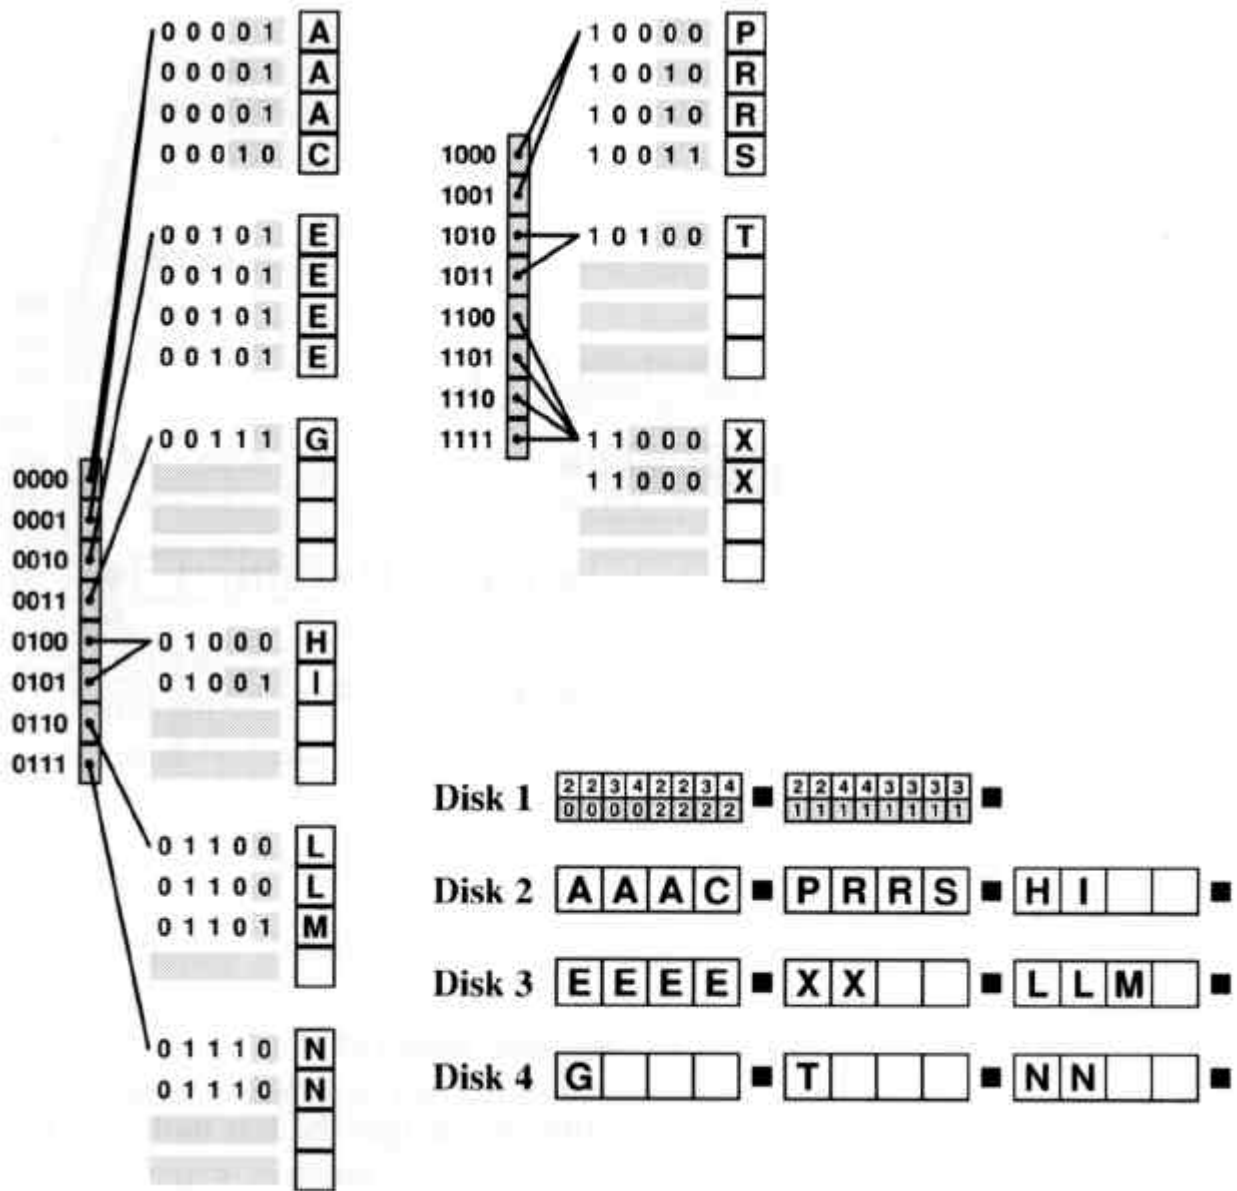 0 0 0 0 1 A
0 0 0 0 1 A
0 0 0 0 1 A
0 0 0 1 0 C
0 0 1 0 1 E
0 0 1 0 1 E
0 0 1 0 1 E
0 0 1 0 1 E
0 0 1 1 1 G
0000
0001
0010
0011
0100
0101
0110
0111
0 1 0 0 0 H
0 1 0 0 1 I
0 1 1 0 0 L
0 1 1 0 0 L
0 1 1 0 1 M
0 1 1 1 0 N
0 1 1 1 0 N
1 0 0 0 0 P
1 0 0 1 0 R
1 0 0 1 0 R
1 0 0 1 1 S
1000
1001
1010
1011
1100
1101
1110
1111
1 0 1 0 0 T
1 1 0 0 0 X
1 1 0 0 0 X
Disk 1 2 2 3 4 2 2 3 4 2 2 4 4 3 3 3 3
0 0 0 0 2 2 2 2 1 1 1 1 1 1 1 1
Disk 2 A A A C P R R S H I
Disk 3 E E E E X X L L M
Disk 4 G T N N